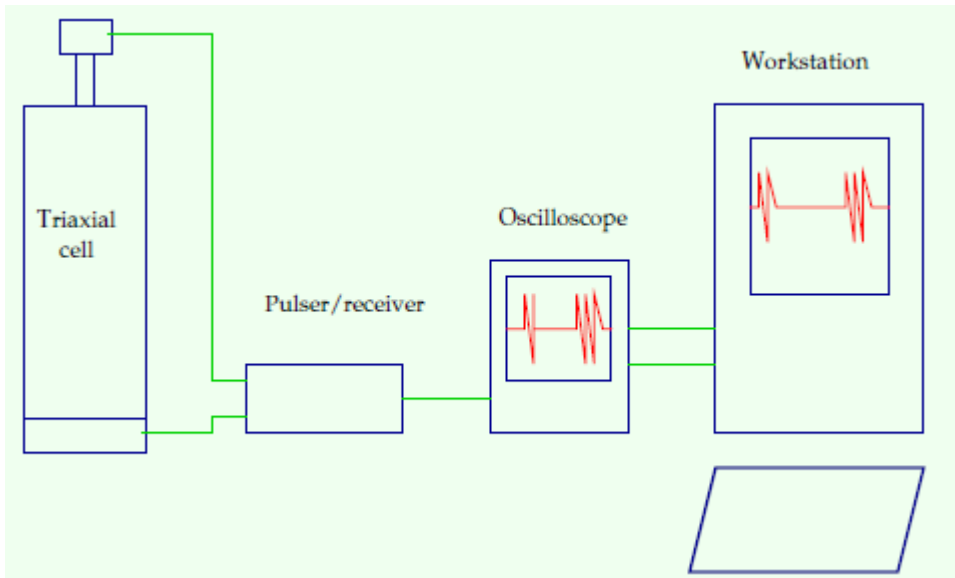 Workstation
Triaxial
cell
Oscilloscope
Pulser/receiver